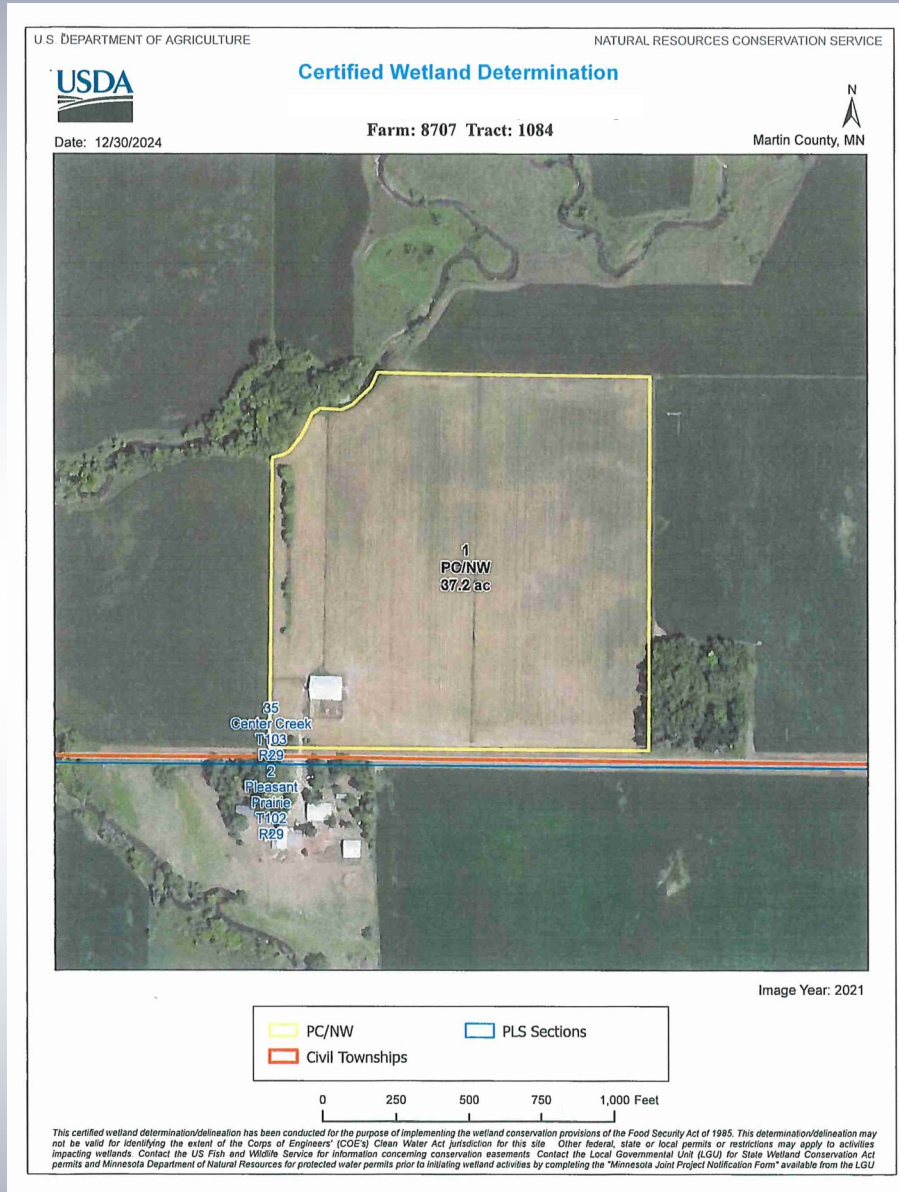 U.S. DEPARTMENT OF AGRICULTURE
NATURAL RESOURCES CONSERVATION SERVICE
USDA
Certified Wetland Determination
N
Farm: 8707 Tract: 1084
Date: 12/30/2024
Martin County, MN
1
PC/NW
37.2 ac
35
Center Creek
T103
R29
2
Pleasant
Prairie
T102
R29
Image Year: 2021
PC/NW
PLS Sections
Civil Townships
0 250 500 750 1,000 Feet
This certified wetland determination/delineation has been conducted for the purpose of implementing the wetland conservation provisions of the Food Security Act of 1985. This determination/delineation may
not be valid for identifying the extent of the Corps of Engineers' (COE's) Clean Water Act jurisdiction for this site Other federal, state or local permits or restrictions may apply to activities
impacting wetlands. Contact the US Fish and Wildlife Service for information concerning conservation easements Contact the Local Governmental Unit (LGU) for State Wetland Conservation Act
permits and Minnesota Department of Natural Resources for protected water permits prior to initiating wetland activities by completing the "Minnesota Joint Project Notification Form" available from the LGU